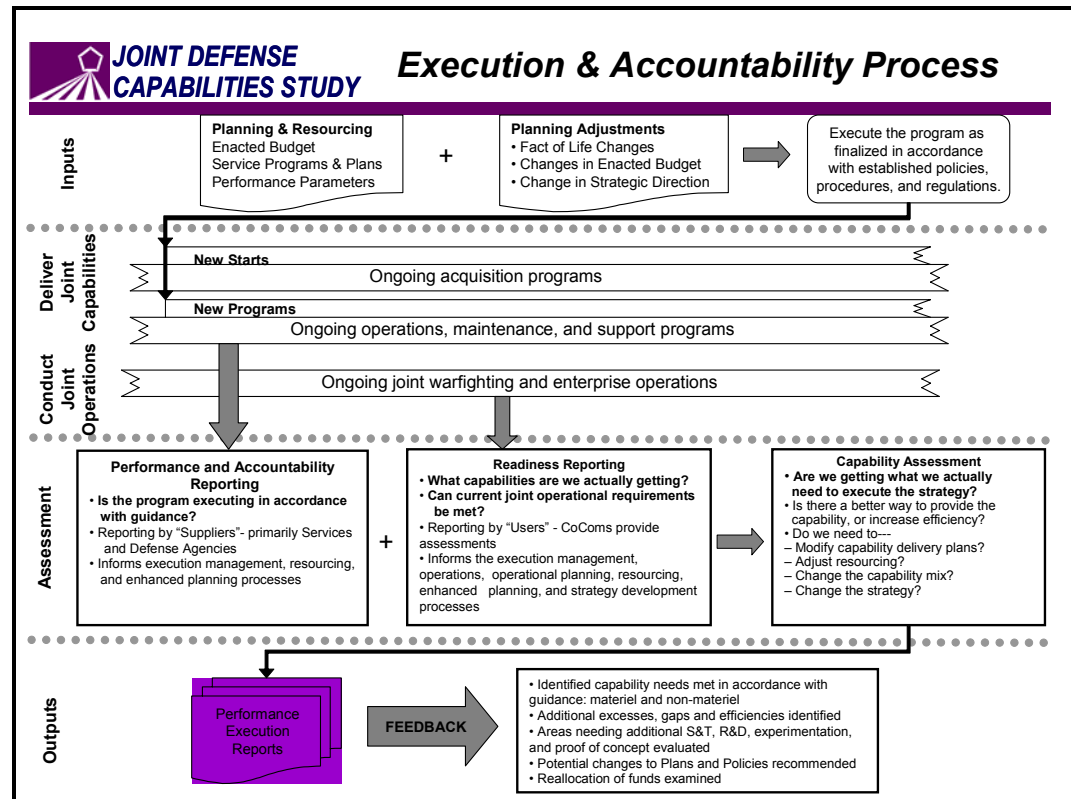 JOINT DEFENSE
CAPABILITIES STUDY
Execution & Accountability Process
Inputs
Planning & Resourcing
Enacted Budget
Service Programs & Plans
Performance Parameters
+
Planning Adjustments
• Fact of Life Changes
• Changes in Enacted Budget
• Change in Strategic Direction
Execute the program as
finalized in accordance
with established policies,
procedures, and regulations.
Deliver
Joint
Capabilities
New Starts
Ongoing acquisition programs
New Programs
Ongoing operations, maintenance, and support programs
Conduct
Joint
Operations
Ongoing joint warfighting and enterprise operations
Assessment
Performance and Accountability
Reporting
• Is the program executing in accordance
with guidance?
• Reporting by “Suppliers”- primarily Services
and Defense Agencies
• Informs execution management, resourcing,
and enhanced planning processes
+
Readiness Reporting
• What capabilities are we actually getting?
• Can current joint operational requirements
be met?
• Reporting by “Users” - CoComs provide
assessments
• Informs the execution management,
operations, operational planning, resourcing,
enhanced planning, and strategy development
processes
Capability Assessment
• Are we getting what we actually
need to execute the strategy?
• Is there a better way to provide the
capability, or increase efficiency?
• Do we need to---
– Modify capability delivery plans?
– Adjust resourcing?
– Change the capability mix?
– Change the strategy?
Outputs
Performance
Execution
Reports
FEEDBACK
• Identified capability needs met in accordance with
guidance: materiel and non-materiel
• Additional excesses, gaps and efficiencies identified
• Areas needing additional S&T, R&D, experimentation,
and proof of concept evaluated
• Potential changes to Plans and Policies recommended
• Reallocation of funds examined